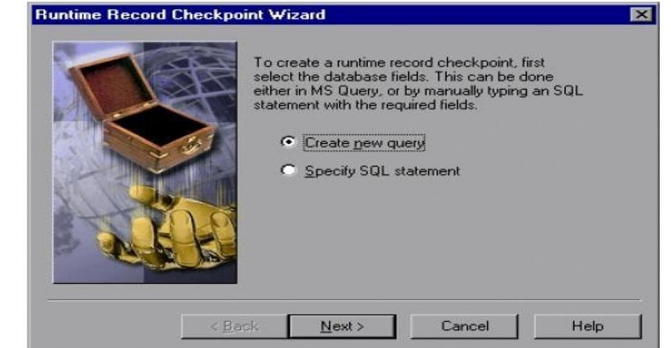 Runtime Record Checkpoint Wizard
To create a runtime record checkpoint, first
select the database fields. This can be done
either in MS Query, or by manually typing an SQL
statement with the required fields.
Create new query
Specify SQL statement
< Back
Next >
Cancel
Help